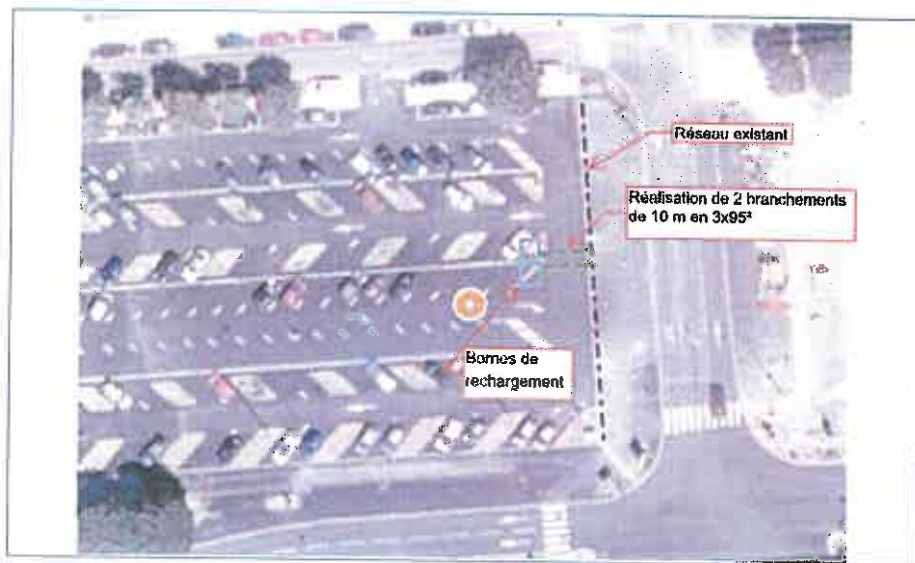 Réseau existant
Réalisation de 2 branchements
de 10 m en 3x95²
Bornes de
rechargement